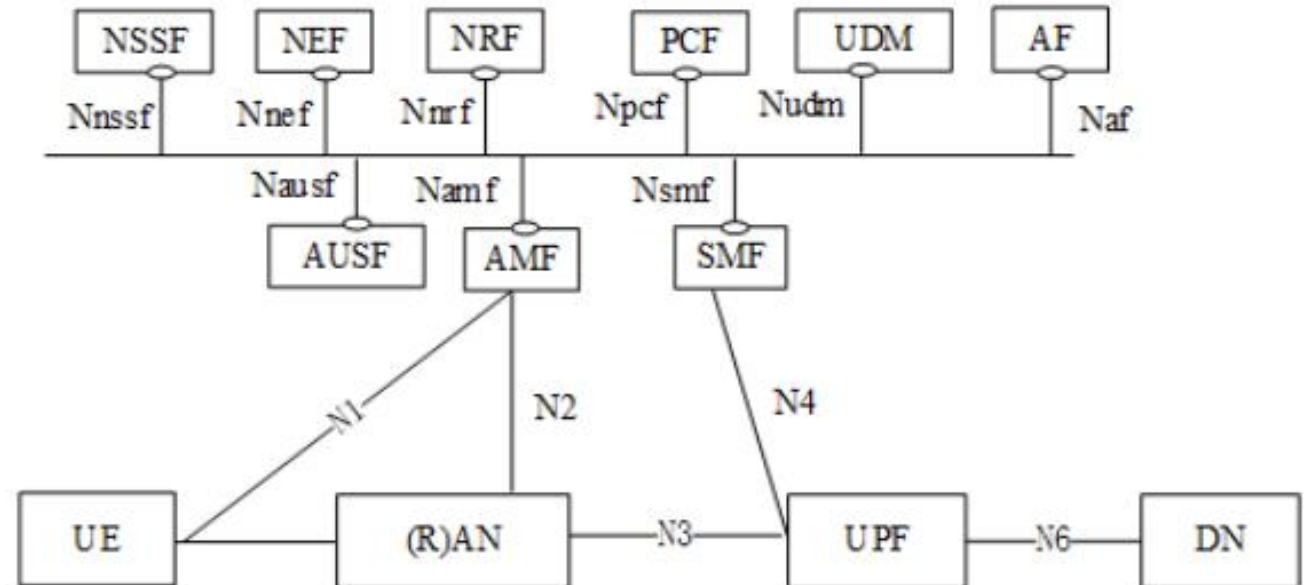 NSSF NEF NRF PCF UDM AF
Nnssf Nnef Nnrf Npcf Nudm Naf
Nausf Namf Nsmf
AUSF AMF SMF
N1 N2 N4
UE (R)AN N3 UPF N6 DN